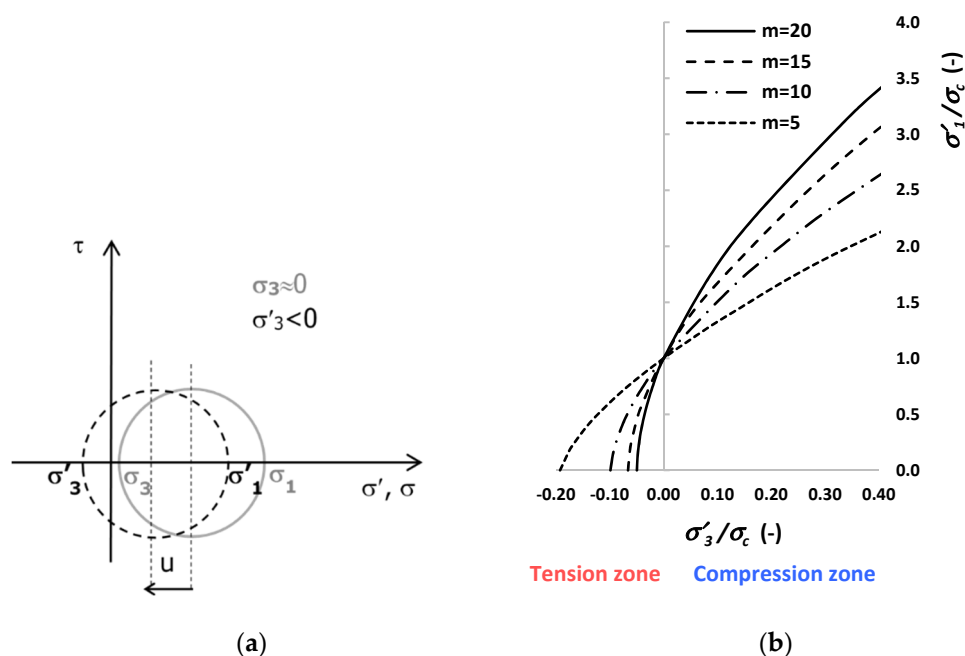 τ
σ₃≈0
σ'₃<0
σ'₃
σ₃
σ'₁
σ₁
σ', σ
u
(a)
m=20
m=15
m=10
m=5
4.0
3.5
3.0
2.5
2.0
1.5
1.0
0.5
0.0
σ'₁/σ_c (-)
-0.20
-0.10
0.00
0.10
0.20
0.30
0.40
σ'₃/σ_c (-)
Tension zone
Compression zone
(b)